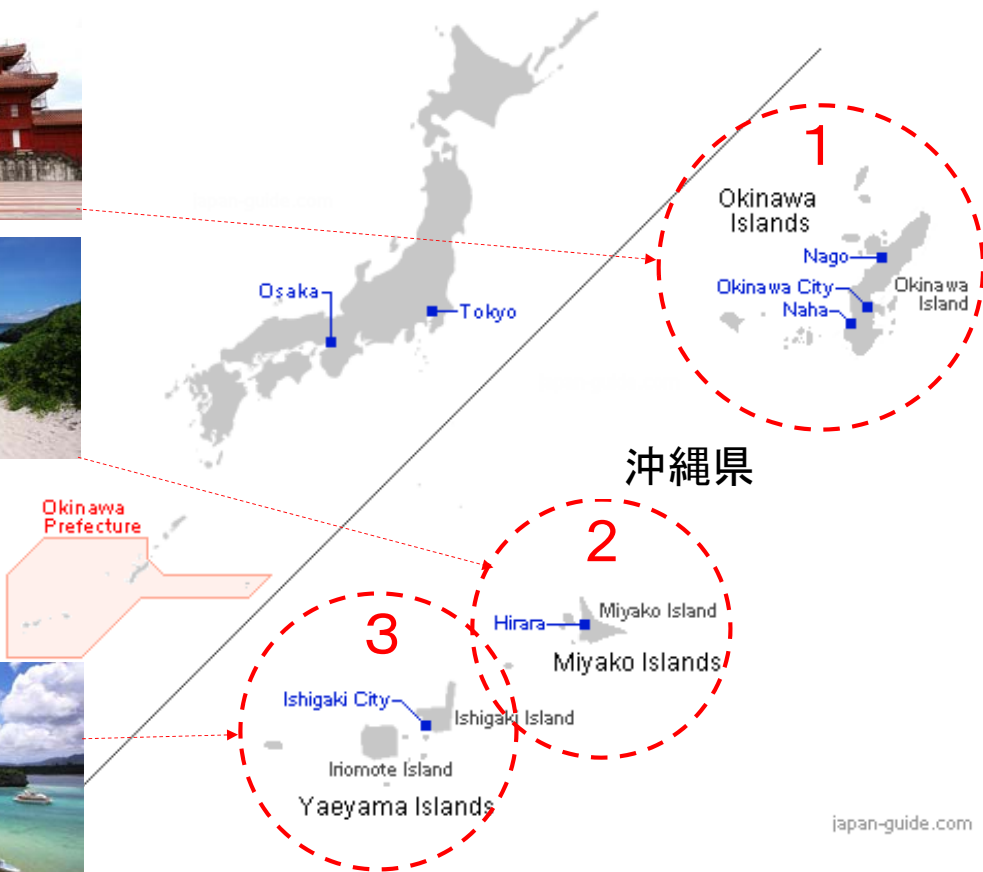 1
Okinawa
Islands
Nago
Okinawa City
Okinawa
Island
Naha
Osaka
Tokyo
沖縄県
Okinawa
Prefecture
2
Miyako Island
Hirara
Miyako Islands
3
Ishigaki City
Ishigaki Island
Iriomote Island
Yaeyama Islands
japan-guide.com